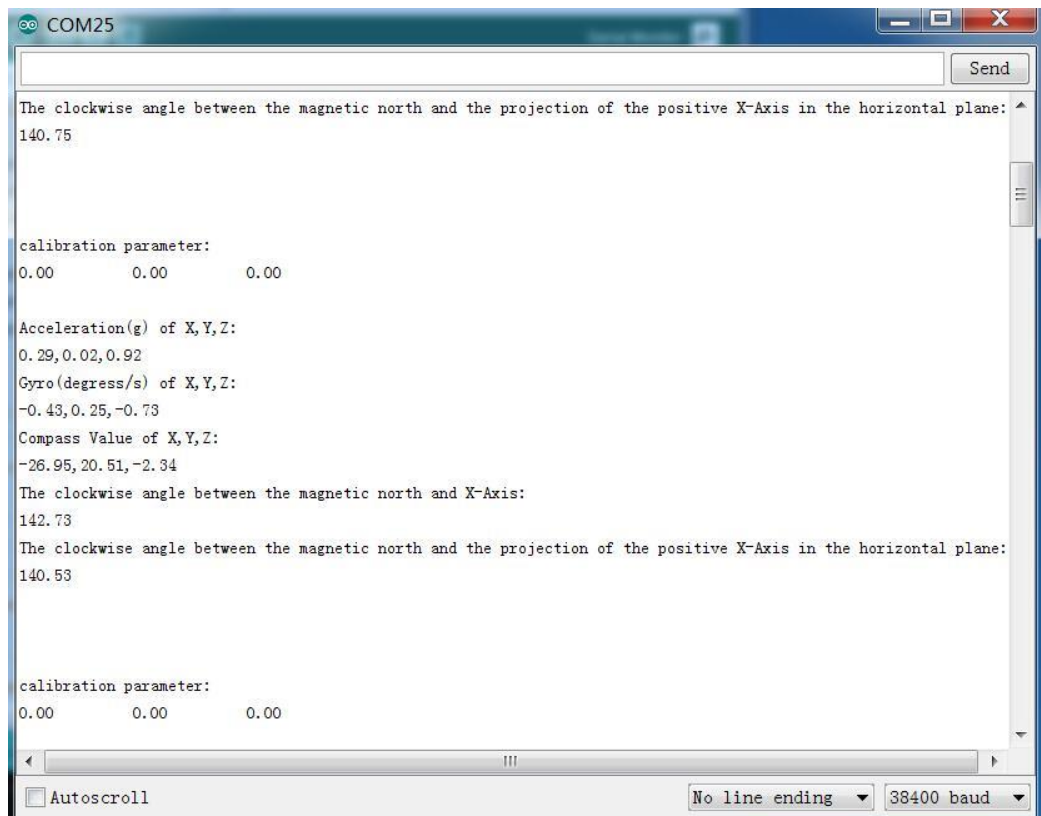 COM25
Send
The clockwise angle between the magnetic north and the projection of the positive X-Axis in the horizontal plane:
140.75
calibration parameter:
0.00 0.00 0.00
Acceleration(g) of X,Y,Z:
0.29,0.02,0.92
Gyro(degress/s) of X,Y,Z:
-0.43,0.25,-0.73
Compass Value of X,Y,Z:
-26.95,20.51,-2.34
The clockwise angle between the magnetic north and X-Axis:
142.73
The clockwise angle between the magnetic north and the projection of the positive X-Axis in the horizontal plane:
140.53
calibration parameter:
0.00 0.00 0.00
Autoscroll
No line ending
38400 baud